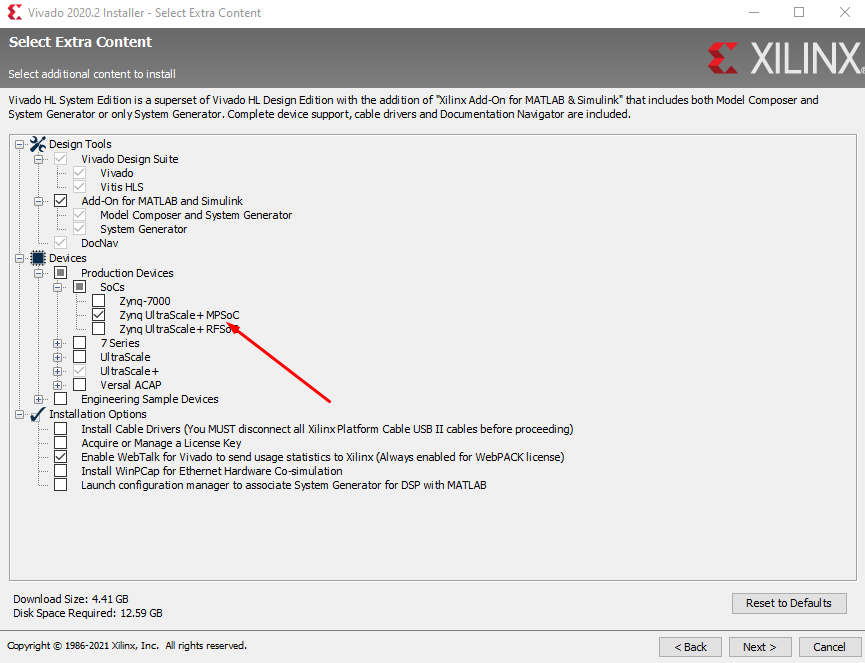 Vivado 2020.2 Installer - Select Extra Content
Select Extra Content
Select additional content to install
XILINX
Vivado HL System Edition is a superset of Vivado HL Design Edition with the addition of "Xilinx Add-On for MATLAB & Simulink" that includes both Model Composer and
System Generator or only System Generator. Complete device support, cable drivers and Documentation Navigator are included.
Design Tools
Vivado Design Suite
Vivado
Vitis HLS
Add-On for MATLAB and Simulink
Model Composer and System Generator
System Generator
DocNav
Devices
Production Devices
SoCs
Zynq-7000
Zynq UltraScale+ MPSoC
Zynq UltraScale+ RFSoC
7 Series
UltraScale
UltraScale+
Versal ACAP
Engineering Sample Devices
Installation Options
Install Cable Drivers (You MUST disconnect all Xilinx Platform Cable USB II cables before proceeding)
Acquire or Manage a License Key
Enable WebTalk for Vivado to send usage statistics to Xilinx (Always enabled for WebPACK license)
Install WinPCap for Ethernet Hardware Co-simulation
Launch configuration manager to associate System Generator for DSP with MATLAB
Download Size: 4.41 GB
Disk Space Required: 12.59 GB
Reset to Defaults
Copyright © 1986-2021 Xilinx, Inc. All rights reserved.
< Back
Next >
Cancel